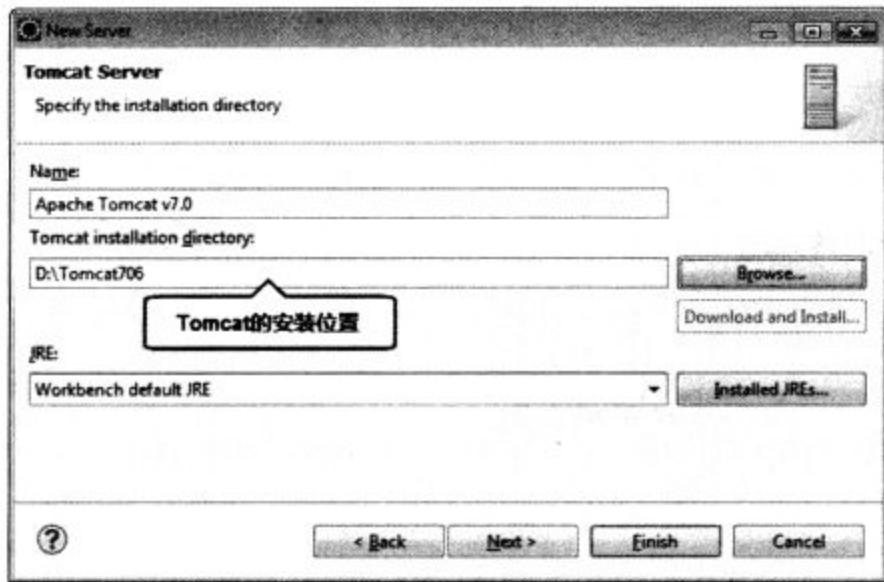 New Server
Tomcat Server
Specify the installation directory
Name:
Apache Tomcat v7.0
Tomcat installation directory:
D:\Tomcat706
Browse...
Tomcat的安装位置
Download and Install...
JRE:
Workbench default JRE
Installed JREs...
?
< Back
Next >
Finish
Cancel